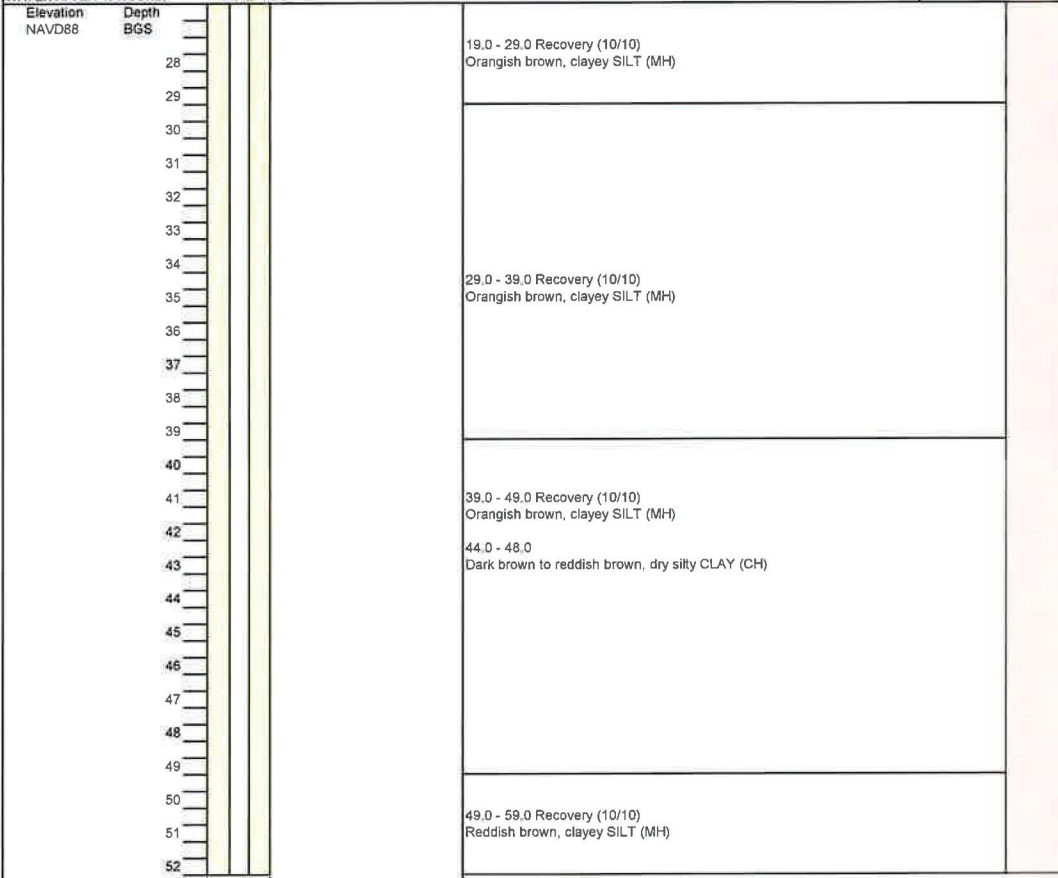 Elevation Depth
NAVD88 BGS
19.0 - 29.0 Recovery (10/10)
28
Orangish brown, clayey SILT (MH)
29
30
31
32
33
34
29.0 - 39.0 Recovery (10/10)
35
Orangish brown, clayey SILT (MH)
36
37
38
39
40
41
39.0 - 49.0 Recovery (10/10)
Orangish brown, clayey SILT (MH)
42
44.0 - 48.0
43
Dark brown to reddish brown, dry silty CLAY (CH)
44
45
46
47
48
49
50
49.0 - 59.0 Recovery (10/10)
51
Reddish brown, clayey SILT (MH)
52